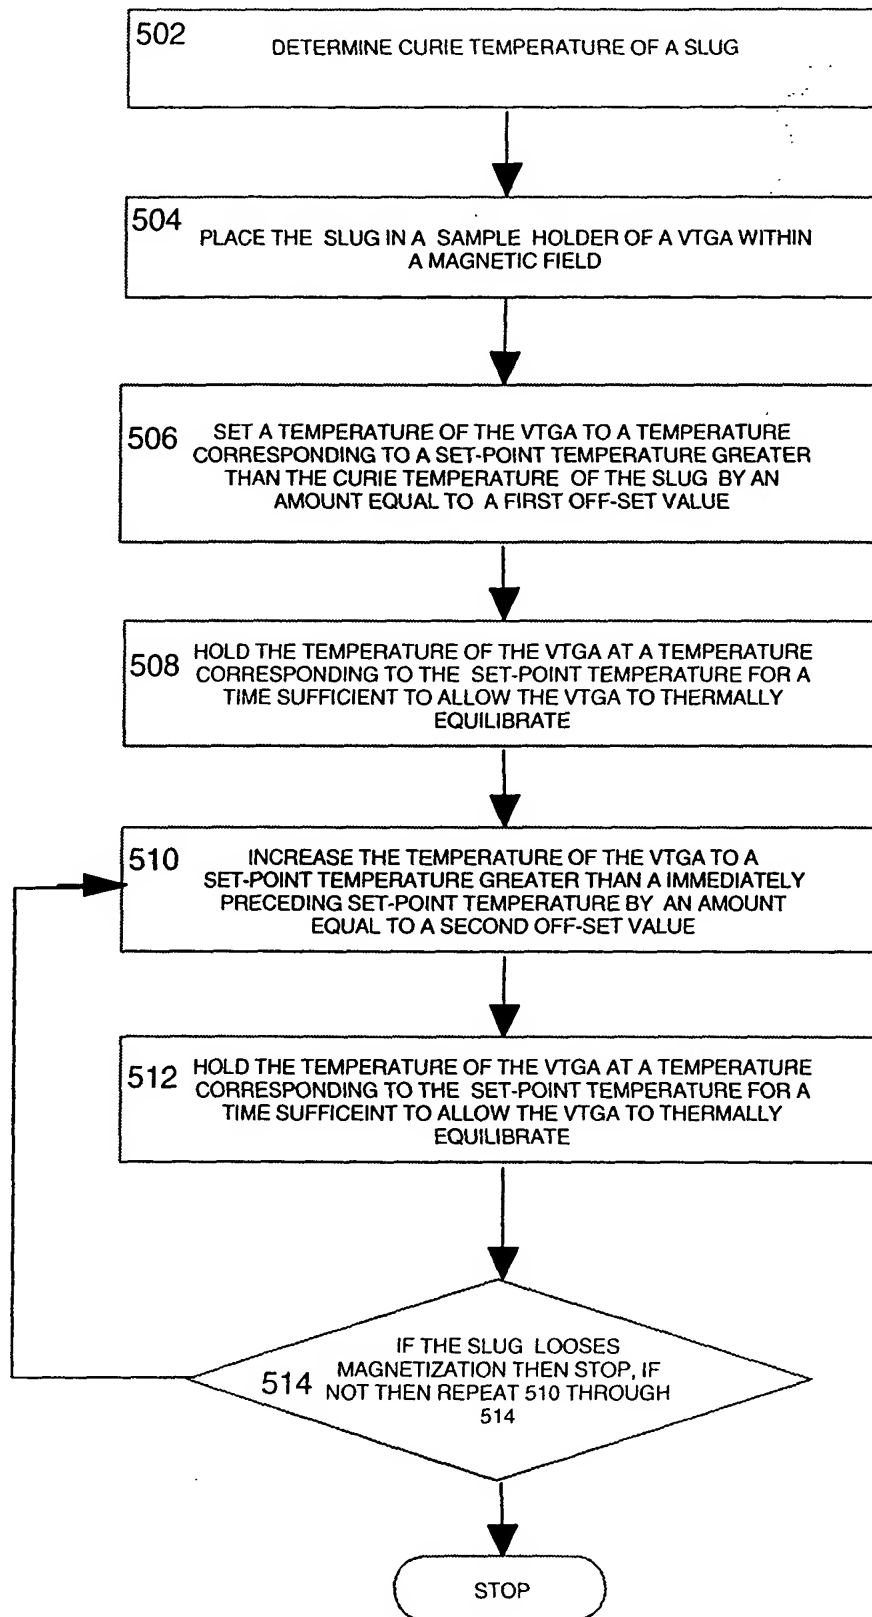 502
DETERMINE CURIE TEMPERATURE OF A SLUG
504
PLACE THE SLUG IN A SAMPLE HOLDER OF A VTGA WITHIN
A MAGNETIC FIELD
506
SET A TEMPERATURE OF THE VTGA TO A TEMPERATURE
CORRESPONDING TO A SET-POINT TEMPERATURE GREATER
THAN THE CURIE TEMPERATURE OF THE SLUG BY AN
AMOUNT EQUAL TO A FIRST OFF-SET VALUE
508
HOLD THE TEMPERATURE OF THE VTGA AT A TEMPERATURE
CORRESPONDING TO THE SET-POINT TEMPERATURE FOR A
TIME SUFFICIENT TO ALLOW THE VTGA TO THERMALLY
EQUILIBRATE
510
INCREASE THE TEMPERATURE OF THE VTGA TO A
SET-POINT TEMPERATURE GREATER THAN A IMMEDIATELY
PRECEDING SET-POINT TEMPERATURE BY AN AMOUNT
EQUAL TO A SECOND OFF-SET VALUE
512
HOLD THE TEMPERATURE OF THE VTGA AT A TEMPERATURE
CORRESPONDING TO THE SET-POINT TEMPERATURE FOR A
TIME SUFFICEINT TO ALLOW THE VTGA TO THERMALLY
EQUILIBRATE
514
IF THE SLUG LOOSES
MAGNETIZATION THEN STOP, IF
NOT THEN REPEAT 510 THROUGH
514
STOP